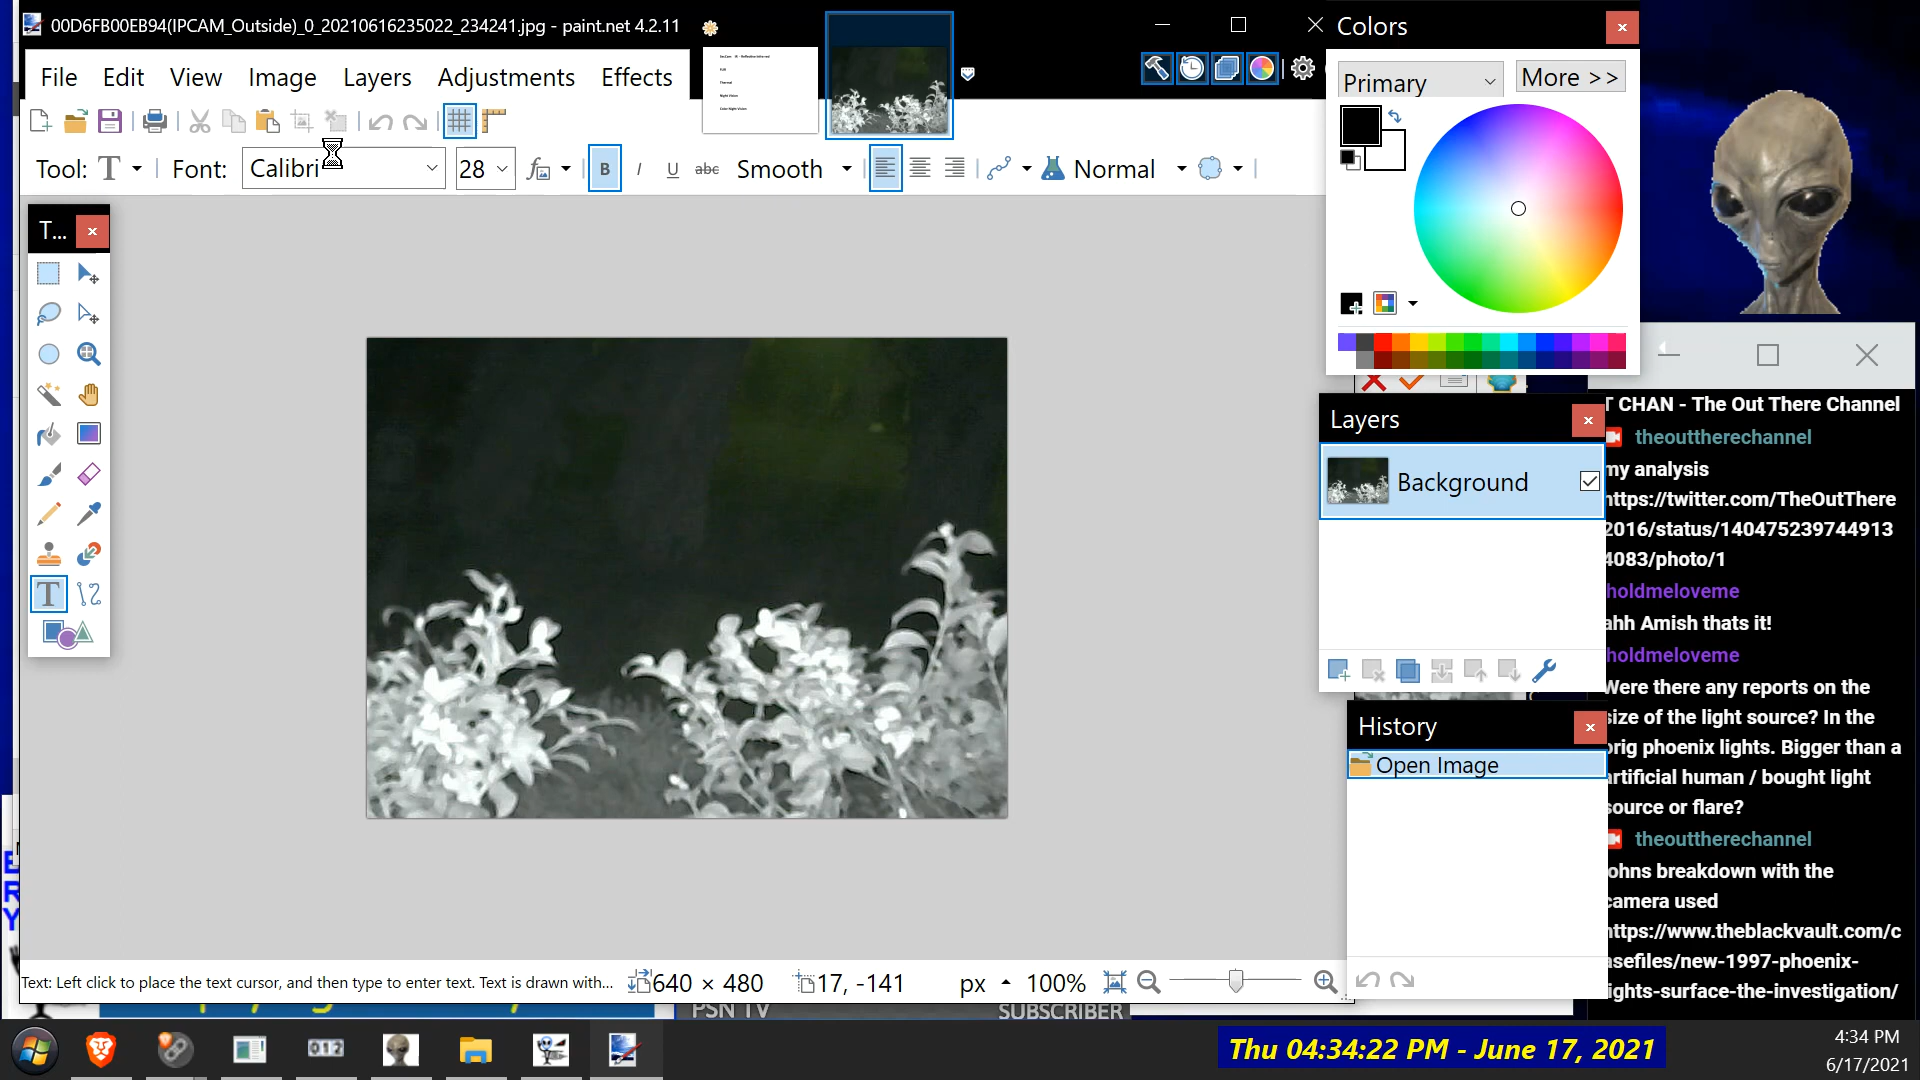 00D6FB00EB94(IPCAM_Outside)_0_20210616235022_234241.jpg - paint.net 4.2.11
File Edit View Image Layers Adjustments Effects
Tool: T Font: Calibri 28 B I U abc Smooth Normal
T...
Colors
Primary More >>
Layers
Background
History
Open Image
Text: Left click to place the text cursor, and then type to enter text. Text is drawn with... 640 × 480 17, -141 px 100%
T CHAN - The Out There Channel
theouttherechannel
my analysis
https://twitter.com/TheOutThere
2016/status/140475239744913
4083/photo/1
holdmeloveme
ahh Amish thats it!
holdmeloveme
Were there any reports on the
size of the light source? In the
orig phoenix lights. Bigger than a
artificial human / bought light
source or flare?
theouttherechannel
johns breakdown with the
camera used
https://www.theblackvault.com/c
asefiles/new-1997-phoenix-
lights-surface-the-investigation/
E
R
Y
PSN TV SUBSCRIBER
012
Thu 04:34:22 PM - June 17, 2021
4:34 PM
6/17/2021